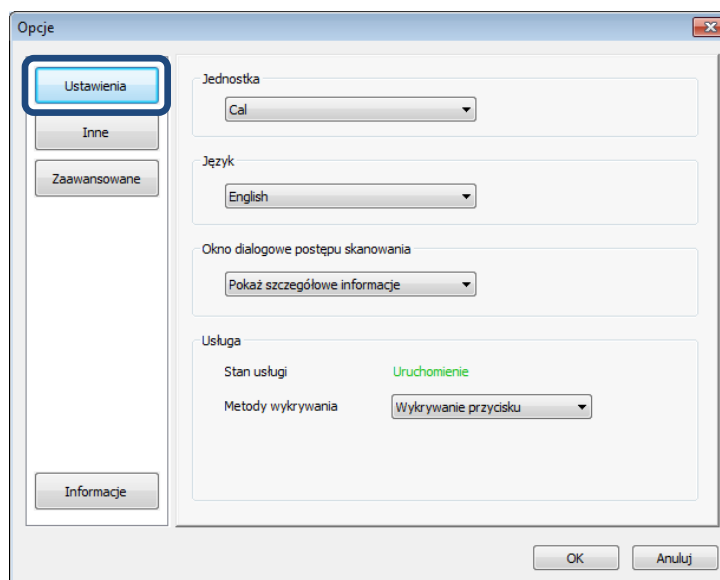 Opcje
Ustawienia
Inne
Zaawansowane
Informacje
Jednostka
Cal
Język
English
Okno dialogowe postępu skanowania
Pokaż szczegółowe informacje
Usługa
Stan usługi Uruchomienie
Metody wykrywania Wykrywanie przycisku
OK Anuluj